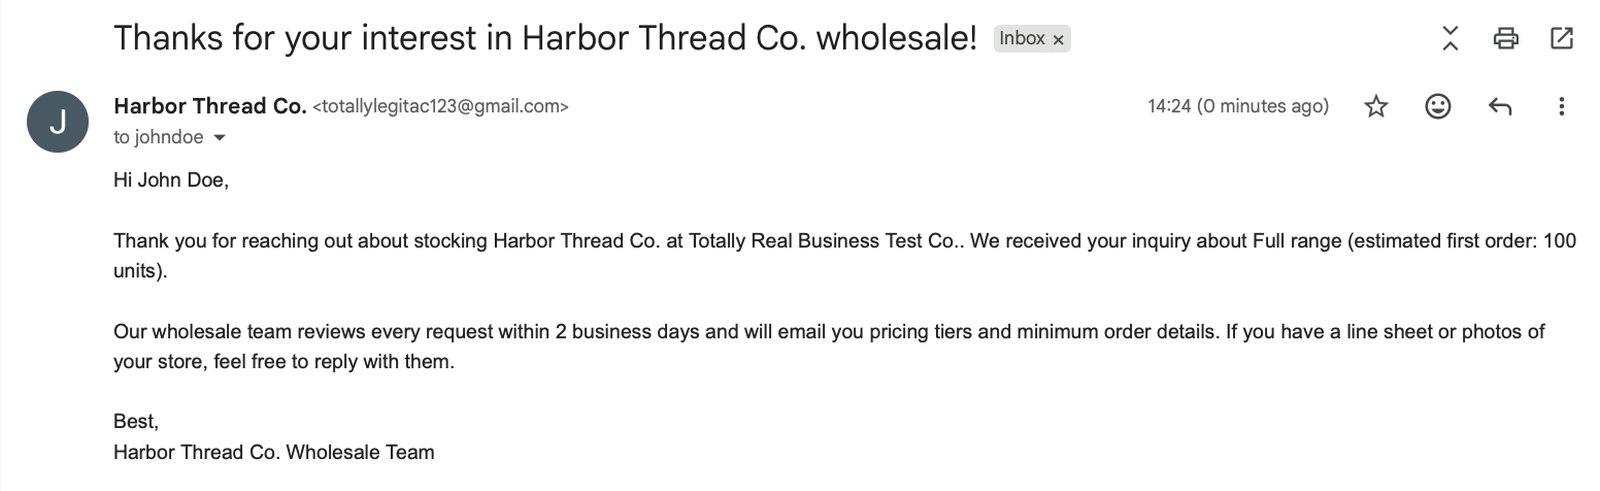 Thanks for your interest in Harbor Thread Co. wholesale! Inbox ×
J
Harbor Thread Co. <totallylegitac123@gmail.com> 14:24 (0 minutes ago)
to johndoe
Hi John Doe,
Thank you for reaching out about stocking Harbor Thread Co. at Totally Real Business Test Co.. We received your inquiry about Full range (estimated first order: 100
units).
Our wholesale team reviews every request within 2 business days and will email you pricing tiers and minimum order details. If you have a line sheet or photos of
your store, feel free to reply with them.
Best,
Harbor Thread Co. Wholesale Team